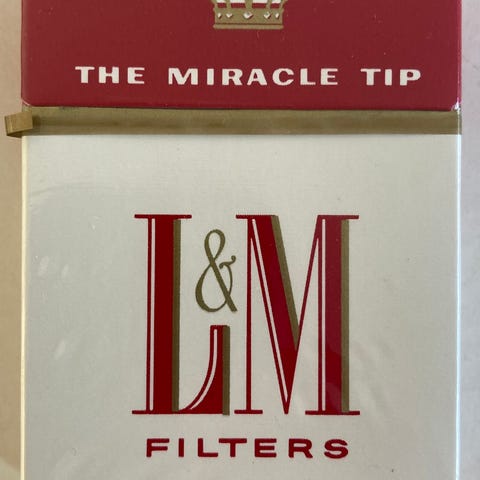 THE MIRACLE TIP
L&M
FILTERS